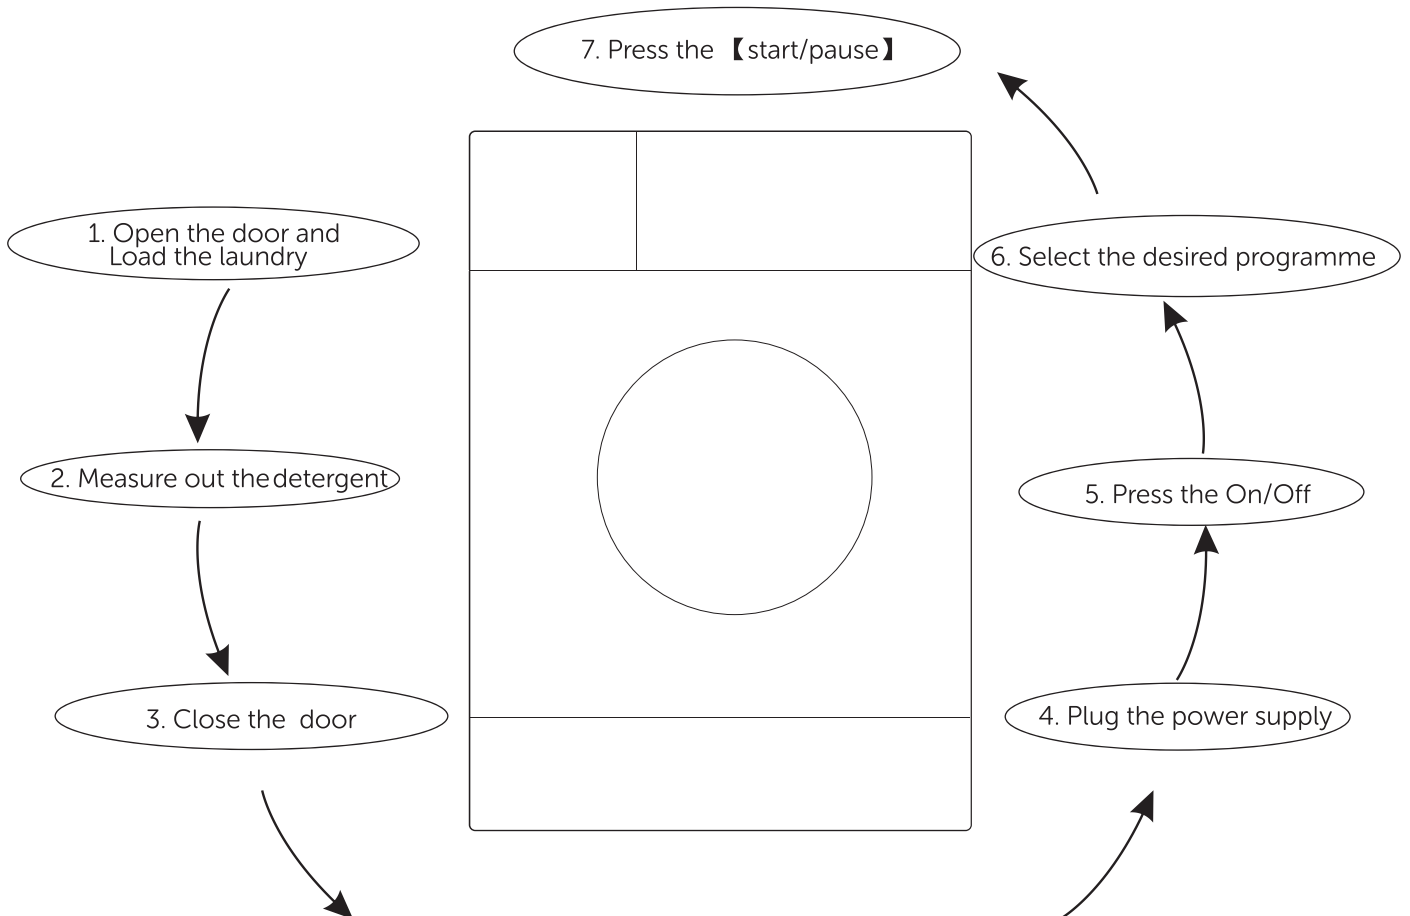 7. Press the 【start/pause】
1. Open the door and
Load the laundry
6. Select the desired programme
2. Measure out the detergent
5. Press the On/Off
3. Close the door
4. Plug the power supply